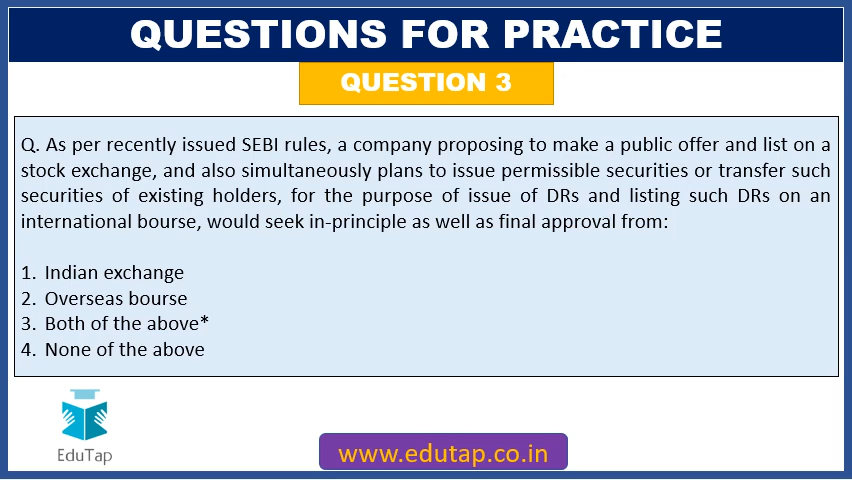 QUESTIONS FOR PRACTICE
QUESTION 3
Q. As per recently issued SEBI rules, a company proposing to make a public offer and list on a
stock exchange, and also simultaneously plans to issue permissible securities or transfer such
securities of existing holders, for the purpose of issue of DRs and listing such DRs on an
international bourse, would seek in-principle as well as final approval from:
1. Indian exchange
2. Overseas bourse
3. Both of the above*
4. None of the above
EduTap
www.edutap.co.in